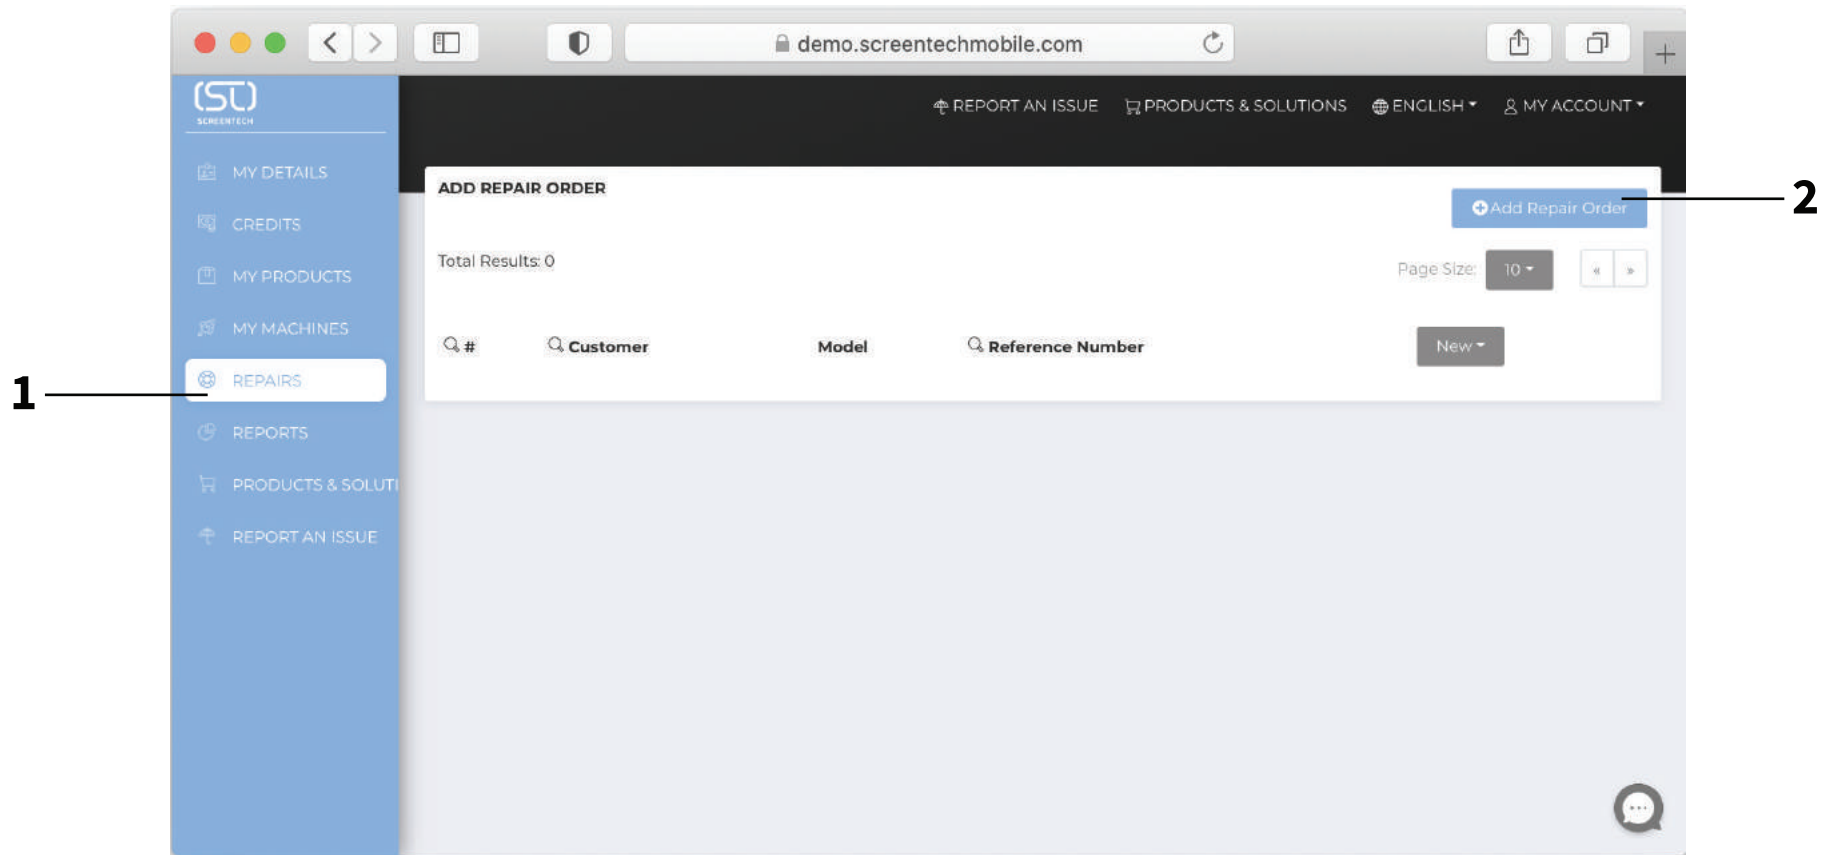 demo.screentechmobile.com
(ST)
SCREENTECH
REPORT AN ISSUE PRODUCTS & SOLUTIONS ENGLISH MY ACCOUNT
MY DETAILS
CREDITS
MY PRODUCTS
MY MACHINES
REPAIRS
REPORTS
PRODUCTS & SOLUTI
REPORT AN ISSUE
ADD REPAIR ORDER
Add Repair Order
Total Results: 0
Page Size: 10 « »
# Customer Model Reference Number New
1
2